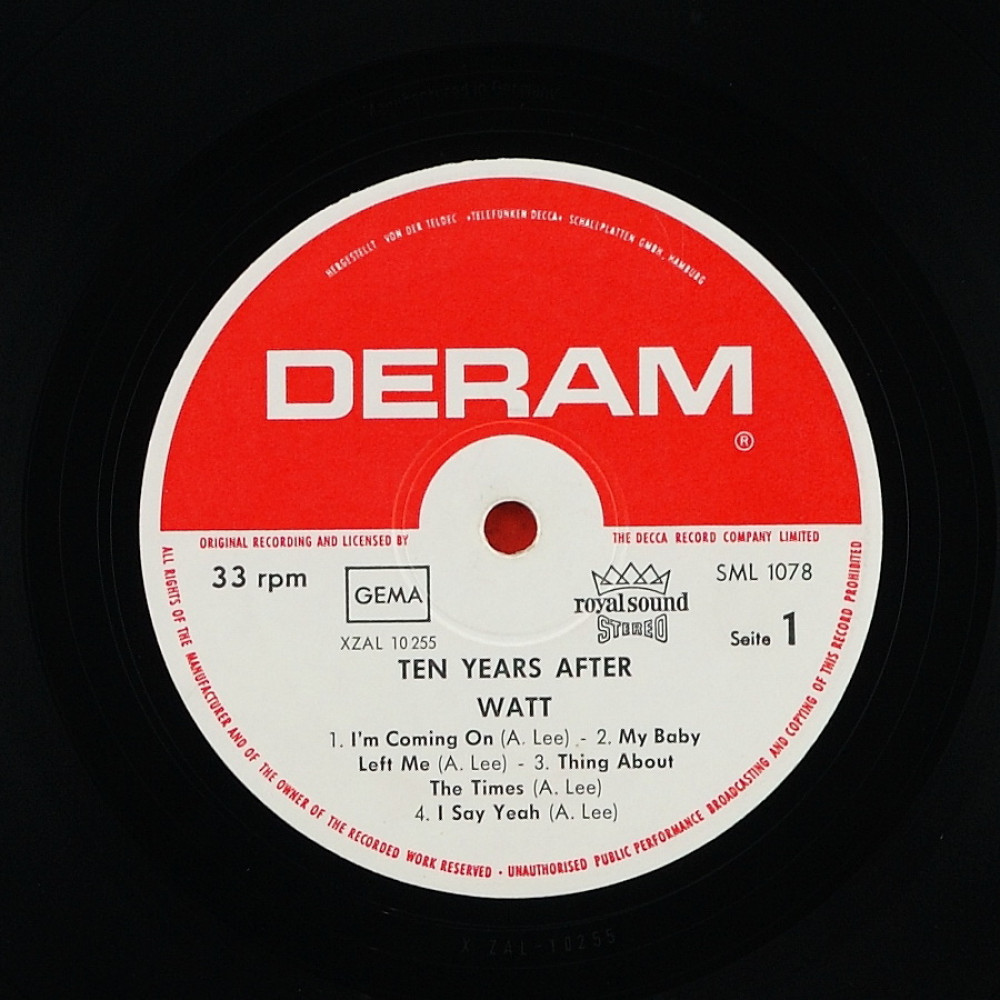 HERGESTELLT VON DER TELDEC »TELEFUNKEN DECCA« SCHALLPLATTEN GMBH, HAMBURG
DERAM
®
ORIGINAL RECORDING AND LICENSED BY THE DECCA RECORD COMPANY LIMITED
33 rpm
GEMA
XZAL 10 255
royalsound
STEREO
SML 1078
Seite 1
TEN YEARS AFTER
WATT
1. I'm Coming On (A. Lee) - 2. My Baby
Left Me (A. Lee) - 3. Thing About
The Times (A. Lee)
4. I Say Yeah (A. Lee)
ALL RIGHTS OF THE MANUFACTURER AND OF THE OWNER OF THE RECORDED WORK RESERVED · UNAUTHORISED PUBLIC PERFORMANCE BROADCASTING AND COPYING OF THIS RECORD PROHIBITED
X ZAL-10255